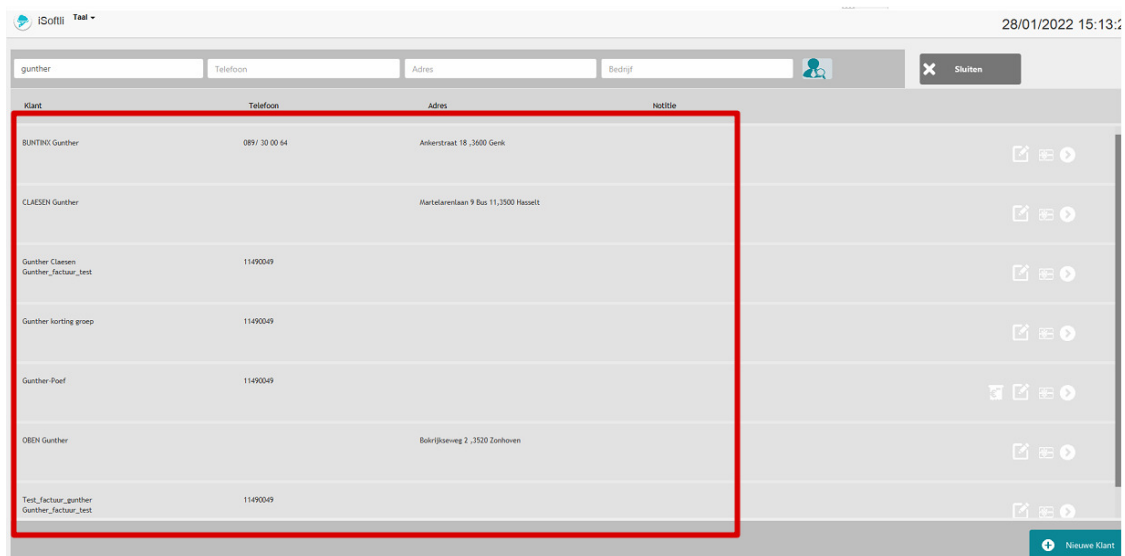 iSoftli Taal
28/01/2022 15:13:2
gunther Telefoon Adres Bedrijf Sluiten
Klant Telefoon Adres Notitie
BUNTINX Gunther 089/ 30 00 64 Ankerstraat 18 ,3600 Genk
CLAESEN Gunther Martelarenlaan 9 Bus 11,3500 Hasselt
Gunther Claesen 11490049
Gunther_factuur_test
Gunther korting groep 11490049
Gunther-Poef 11490049
OBEN Gunther Bokrijkseweg 2 ,3520 Zonhoven
Test_factuur_gunther 11490049
Gunther_factuur_test
Nieuwe Klant